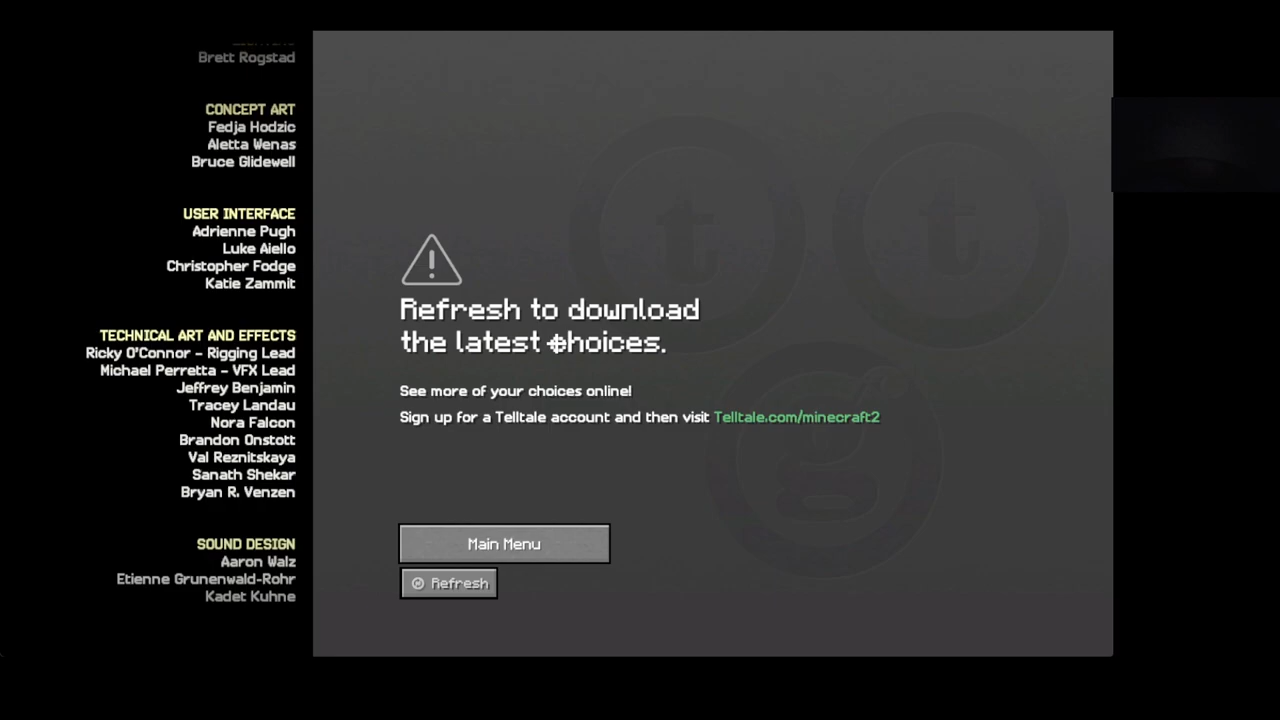 Brett Rogstad
CONCEPT ART
Fedja Hodzic
Aletta Wenas
Bruce Glidewell
USER INTERFACE
Adrienne Pugh
Luke Aiello
Christopher Fodge
Katie Zammit
TECHNICAL ART AND EFFECTS
Ricky O'Connor - Rigging Lead
Michael Perretta - VFX Lead
Jeffrey Benjamin
Tracey Landau
Nora Falcon
Brandon Onstott
Val Reznitskaya
Sanath Shekar
Bryan R. Venzen
SOUND DESIGN
Aaron Walz
Etienne Grunenwald-Rohr
Kadet Kuhne
t t
g
Refresh to download
the latest choices.
See more of your choices online!
Sign up for a Telltale account and then visit Telltale.com/minecraft2
Main Menu
Refresh